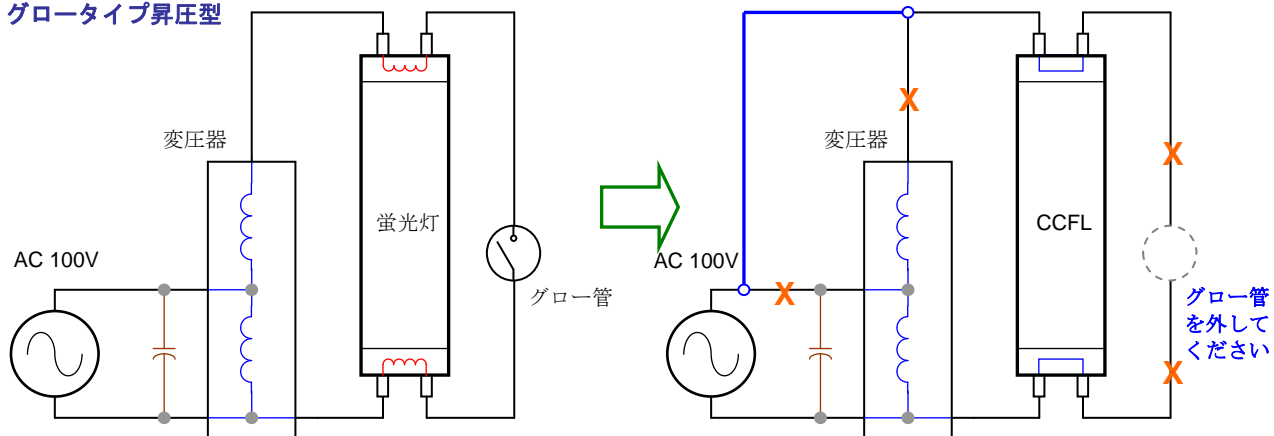 グロータイプ昇圧型
変圧器
蛍光灯
AC 100V
グロー管
X
変圧器
X
CCFL
AC 100V
X
グロー管
を外して
ください
X